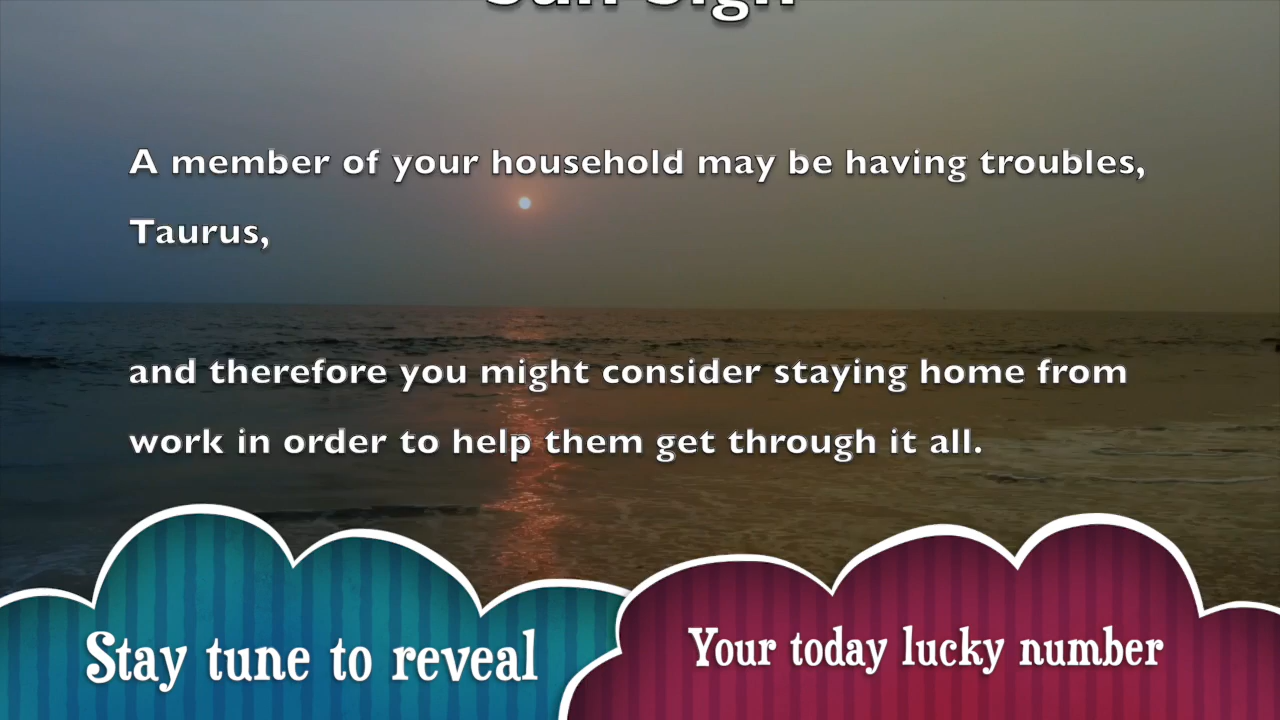 Sun Sign
A member of your household may be having troubles,
Taurus,
and therefore you might consider staying home from
work in order to help them get through it all.
Stay tune to reveal
Your today lucky number